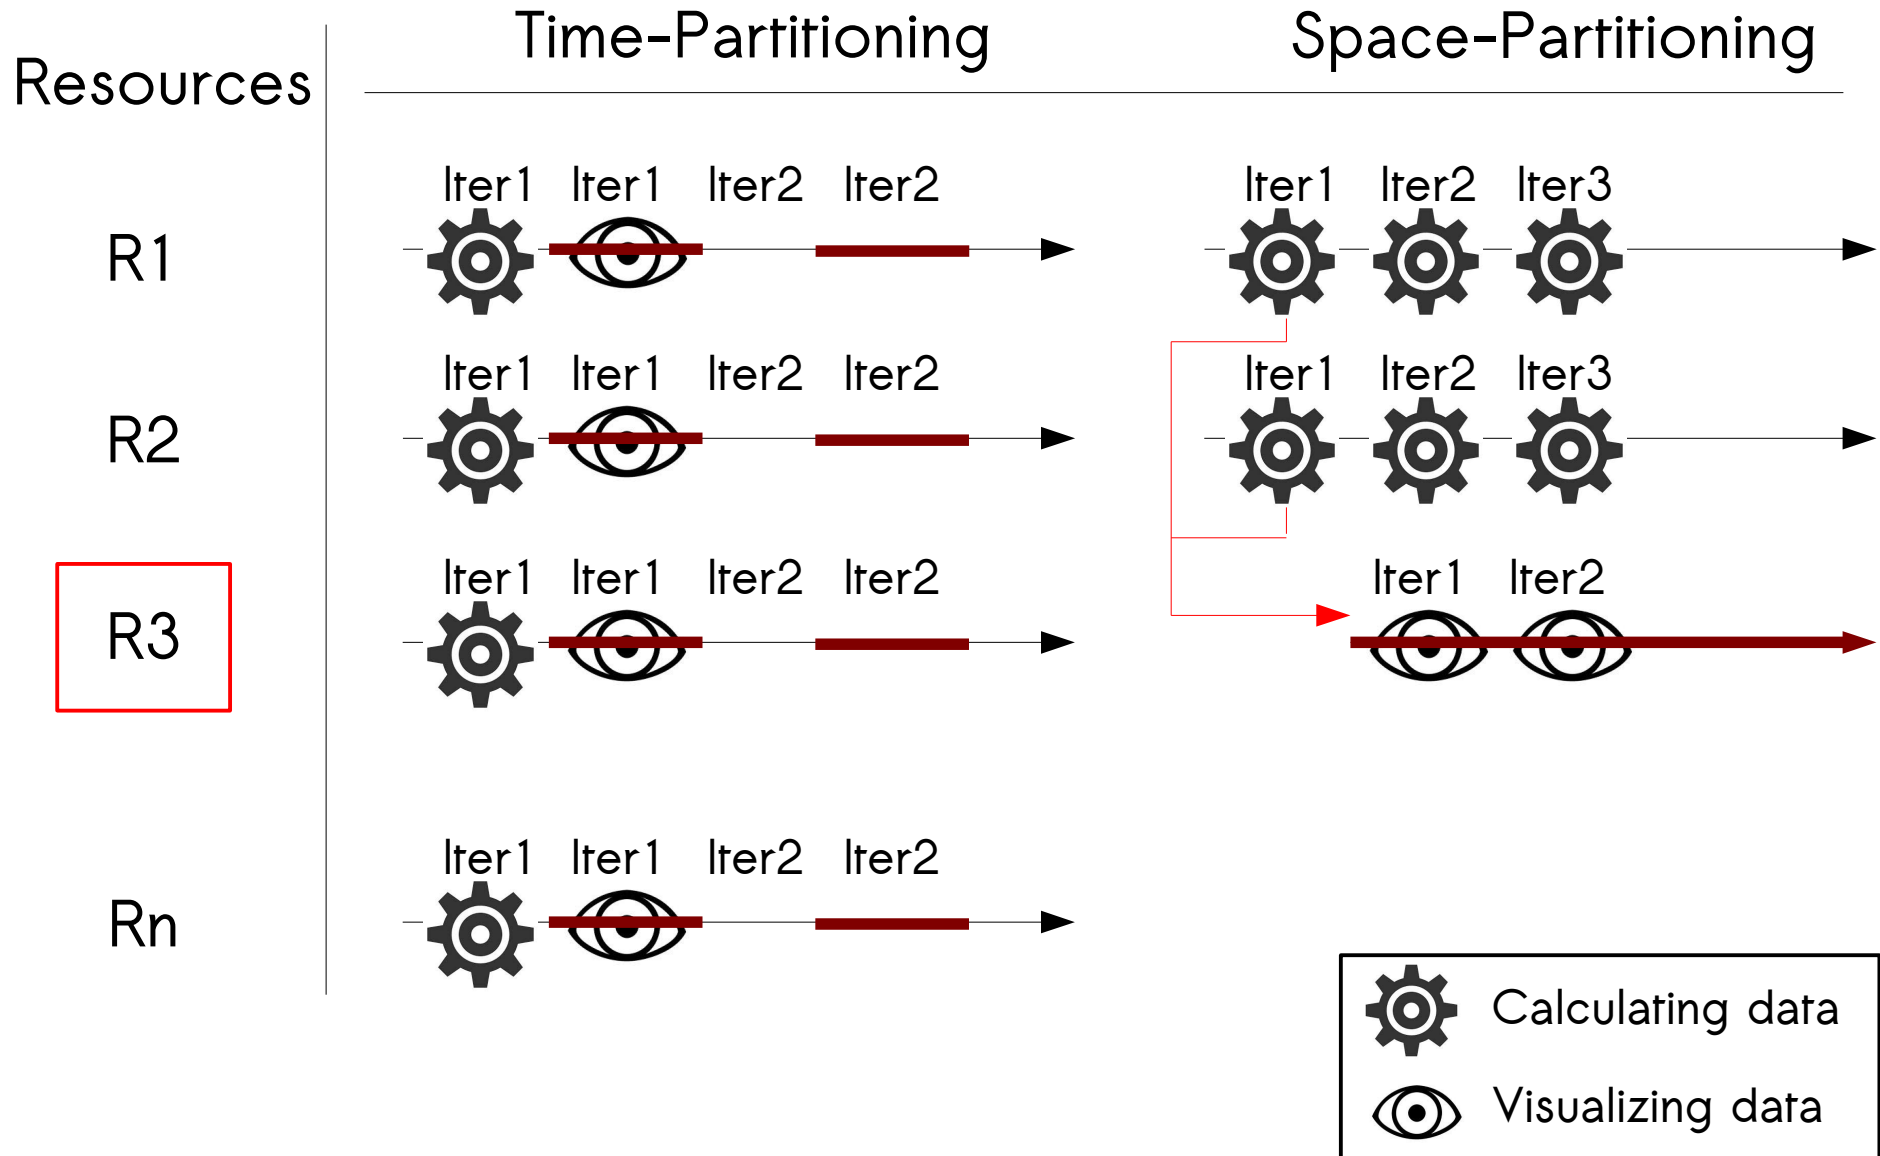 Time-Partitioning Space-Partitioning
Resources
Iter1 Iter1 Iter2 Iter2 Iter1 Iter2 Iter3
R1
Iter1 Iter1 Iter2 Iter2 Iter1 Iter2 Iter3
R2
Iter1 Iter1 Iter2 Iter2 Iter1 Iter2
R3
Iter1 Iter1 Iter2 Iter2
Rn
Calculating data
Visualizing data